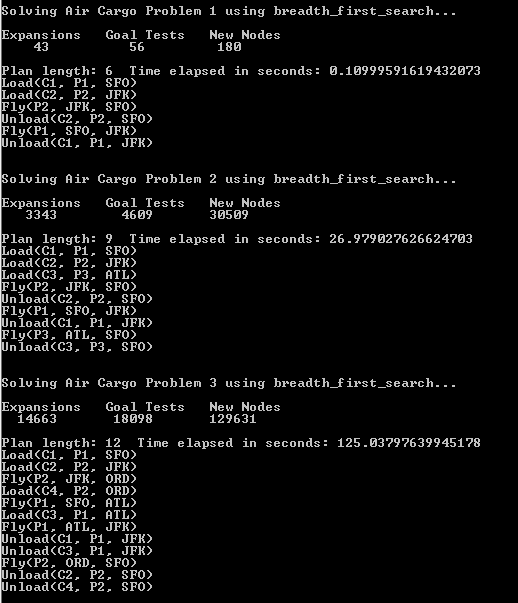 Solving Air Cargo Problem 1 using breadth_first_search...
Expansions Goal Tests New Nodes
43 56 180
Plan length: 6 Time elapsed in seconds: 0.10999591619432073
Load(C1, P1, SFO)
Load(C2, P2, JFK)
Fly(P2, JFK, SFO)
Unload(C2, P2, SFO)
Fly(P1, SFO, JFK)
Unload(C1, P1, JFK)
Solving Air Cargo Problem 2 using breadth_first_search...
Expansions Goal Tests New Nodes
3343 4609 30509
Plan length: 9 Time elapsed in seconds: 26.979027626624703
Load(C1, P1, SFO)
Load(C2, P2, JFK)
Load(C3, P3, ATL)
Fly(P2, JFK, SFO)
Unload(C2, P2, SFO)
Fly(P1, SFO, JFK)
Unload(C1, P1, JFK)
Fly(P3, ATL, SFO)
Unload(C3, P3, SFO)
Solving Air Cargo Problem 3 using breadth_first_search...
Expansions Goal Tests New Nodes
14663 18098 129631
Plan length: 12 Time elapsed in seconds: 125.03797639945178
Load(C1, P1, SFO)
Load(C2, P2, JFK)
Fly(P2, JFK, ORD)
Load(C4, P2, ORD)
Fly(P1, SFO, ATL)
Load(C3, P1, ATL)
Fly(P1, ATL, JFK)
Unload(C1, P1, JFK)
Unload(C3, P1, JFK)
Fly(P2, ORD, SFO)
Unload(C2, P2, SFO)
Unload(C4, P2, SFO)